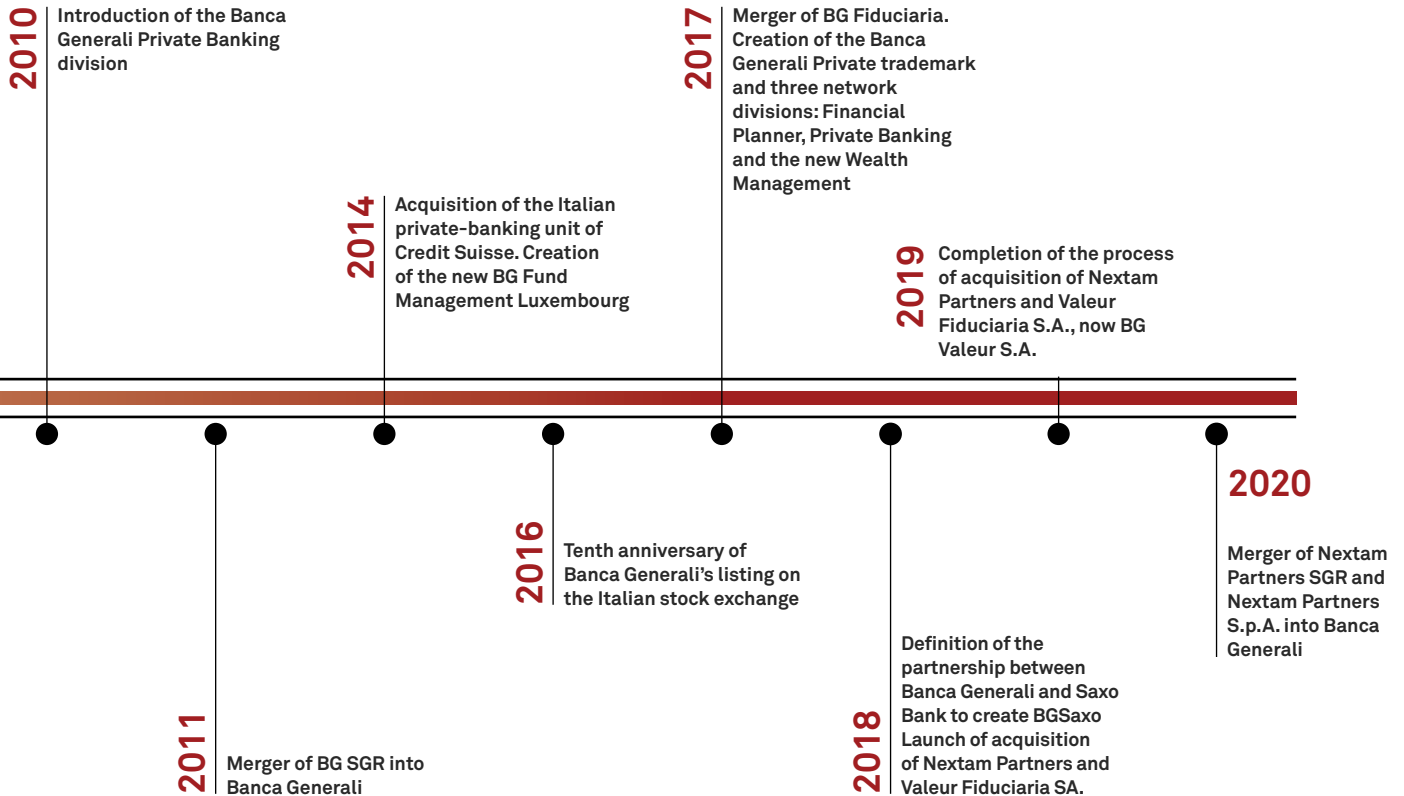 2010
Introduction of the Banca
Generali Private Banking
division
2011
Merger of BG SGR into
Banca Generali
2014
Acquisition of the Italian
private-banking unit of
Credit Suisse. Creation
of the new BG Fund
Management Luxembourg
2016
Tenth anniversary of
Banca Generali’s listing on
the Italian stock exchange
2017
Merger of BG Fiduciaria.
Creation of the Banca
Generali Private trademark
and three network
divisions: Financial
Planner, Private Banking
and the new Wealth
Management
2018
Definition of the
partnership between
Banca Generali and Saxo
Bank to create BGSaxo
Launch of acquisition
of Nextam Partners and
Valeur Fiduciaria SA.
2019
Completion of the process
of acquisition of Nextam
Partners and Valeur
Fiduciaria S.A., now BG
Valeur S.A.
2020
Merger of Nextam
Partners SGR and
Nextam Partners
S.p.A. into Banca
Generali